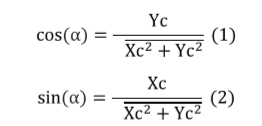 cos(α) = Yc / (Xc² + Yc²) (1)
sin(α) = Xc / (Xc² + Yc²) (2)